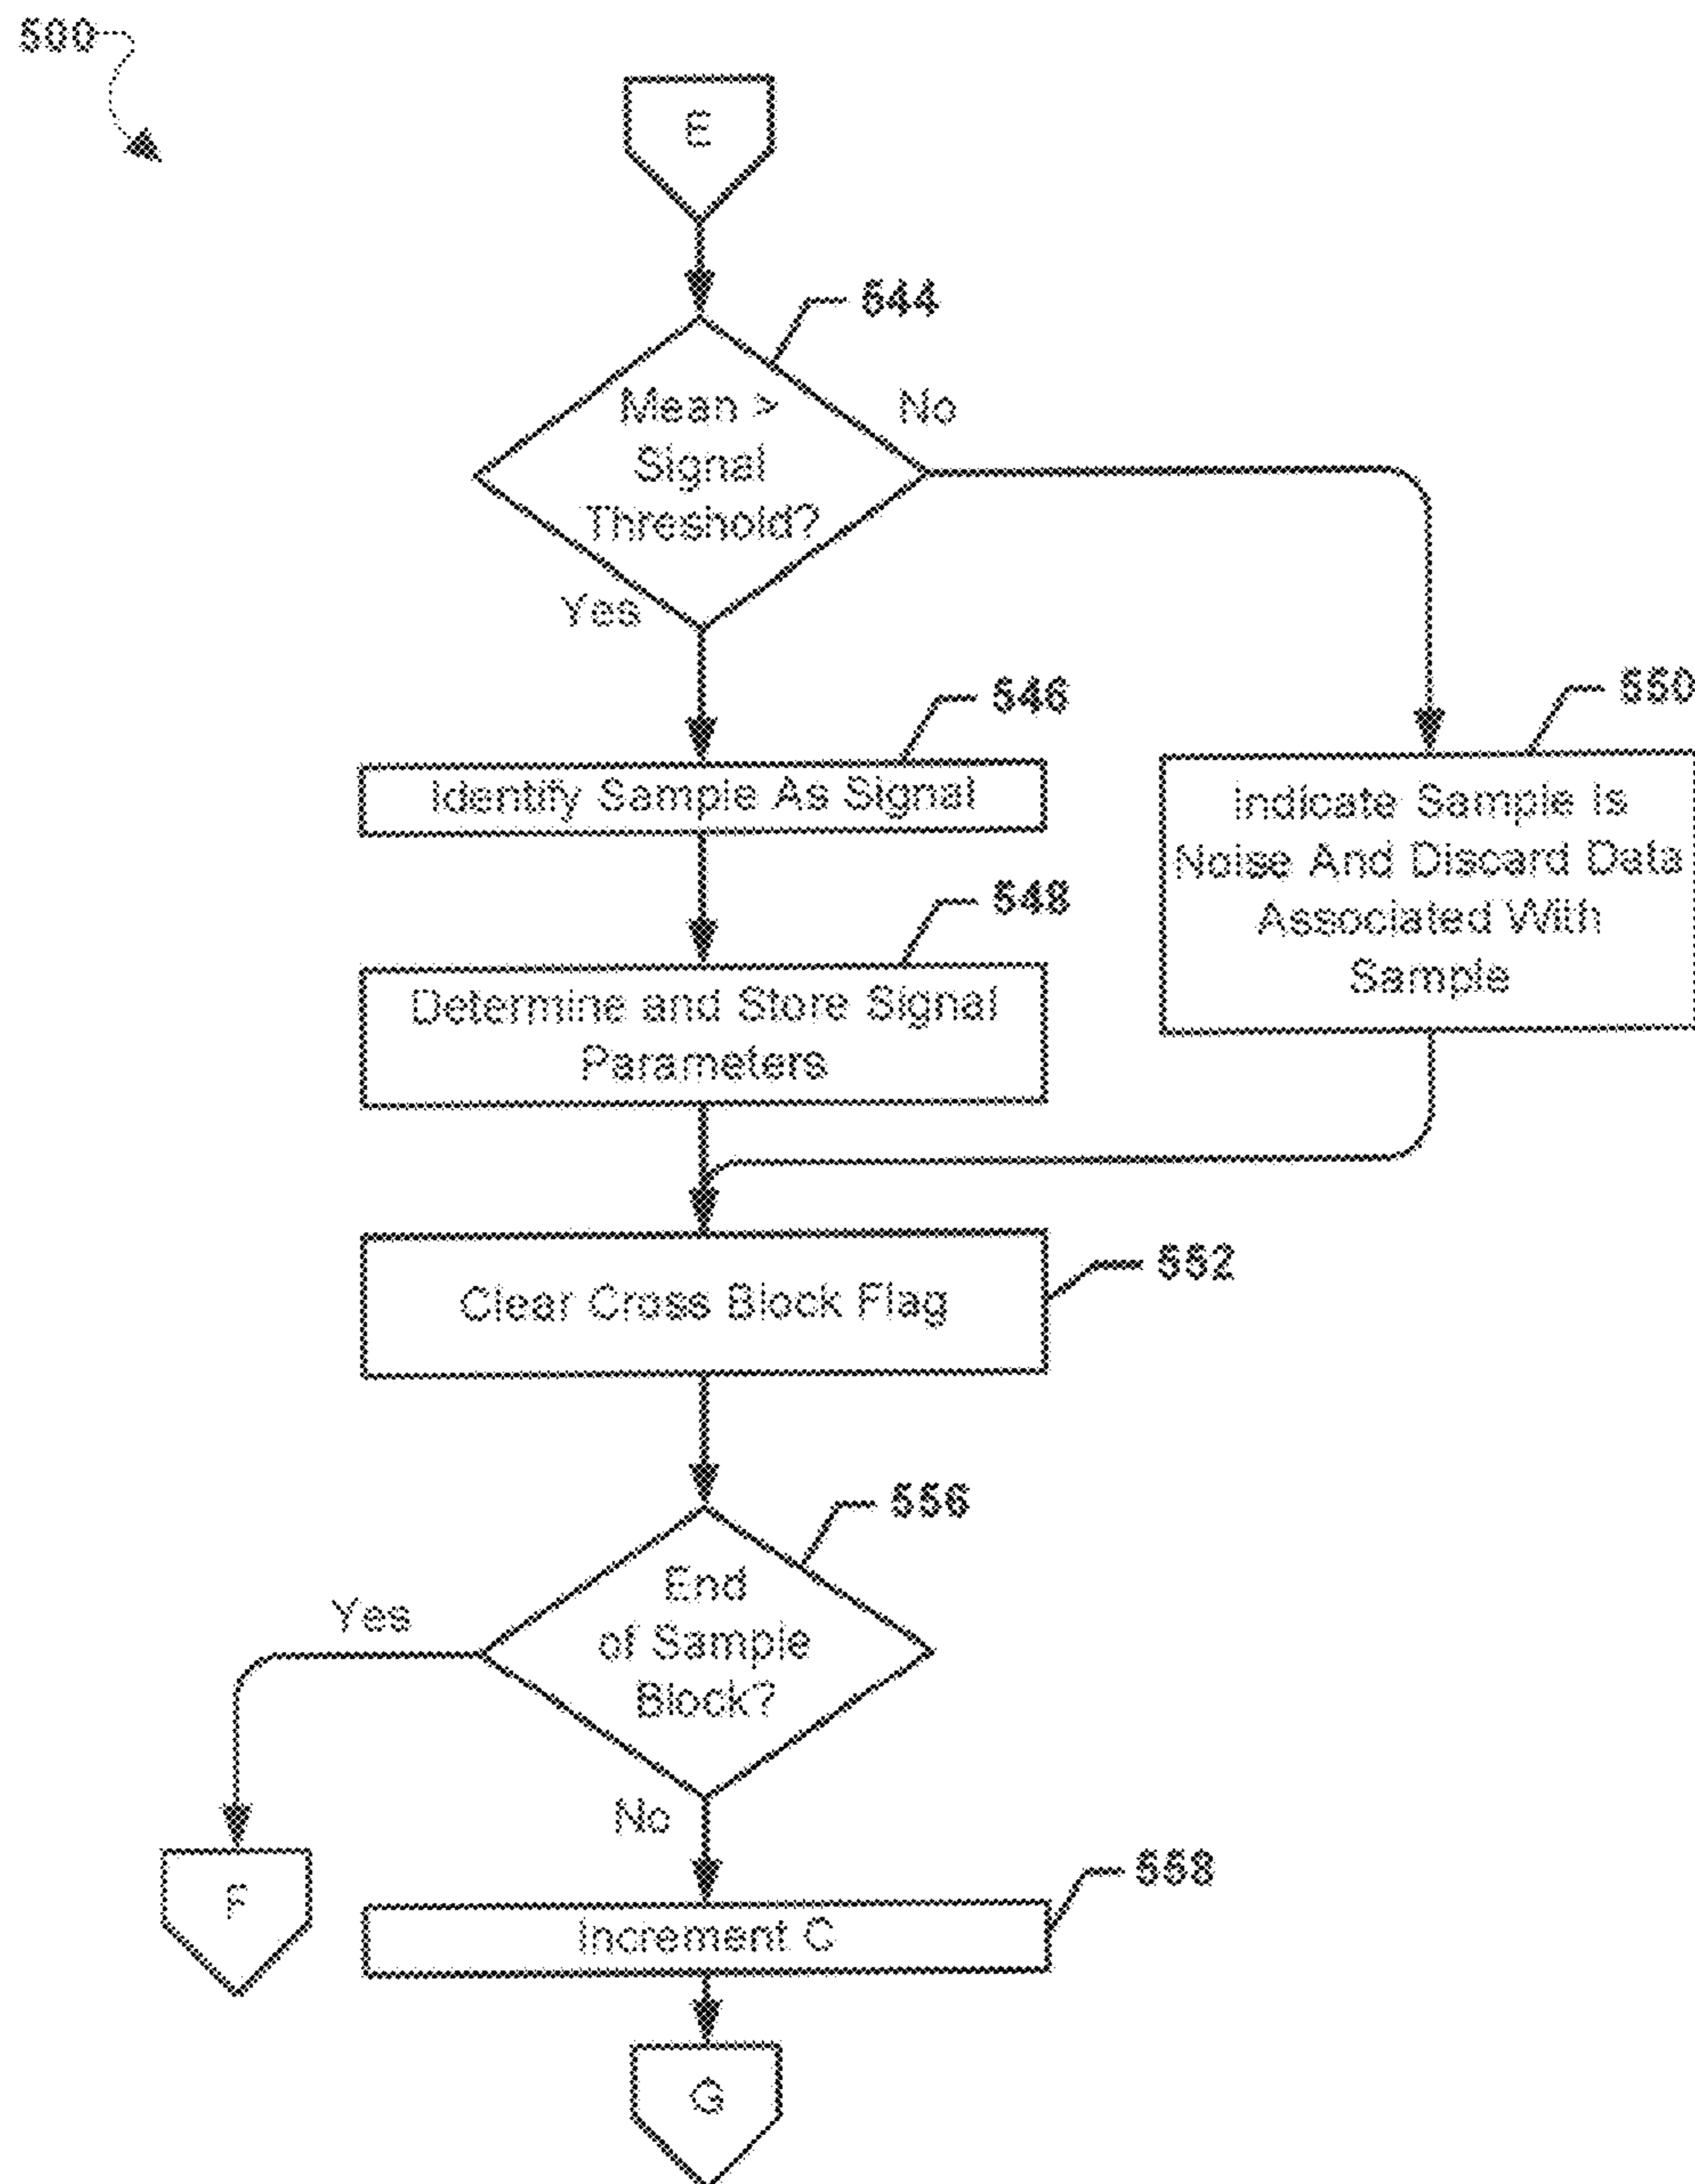 500
E
544
Mean >
Signal
Threshold?
No
Yes
546
Identify Sample As Signal
550
Indicate Sample is
Noise And Discard Data
Associated With
Sample
548
Determine and Store Signal
Parameters
552
Clear Cross Block Flag
556
End
of Sample
Block?
Yes
No
F
558
Increment C
G